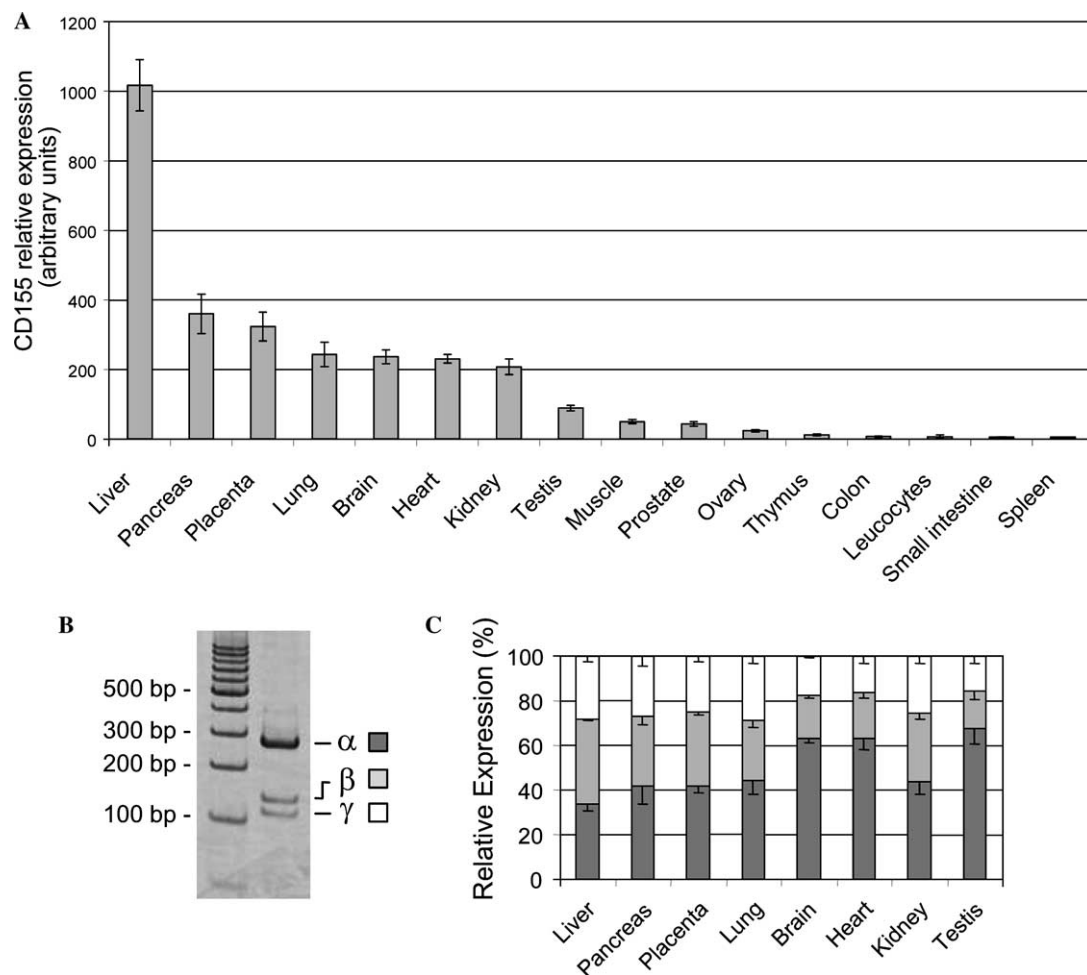 A
CD155 relative expression
(arbitrary units)
1200
1000
800
600
400
200
0
Liver
Pancreas
Placenta
Lung
Brain
Heart
Kidney
Testis
Muscle
Prostate
Ovary
Thymus
Colon
Leucocytes
Small intestine
Spleen
B
500 bp -
300 bp -
200 bp -
100 bp -
α
β
γ
C
Relative Expression (%)
100
80
60
40
20
0
Liver
Pancreas
Placenta
Lung
Brain
Heart
Kidney
Testis